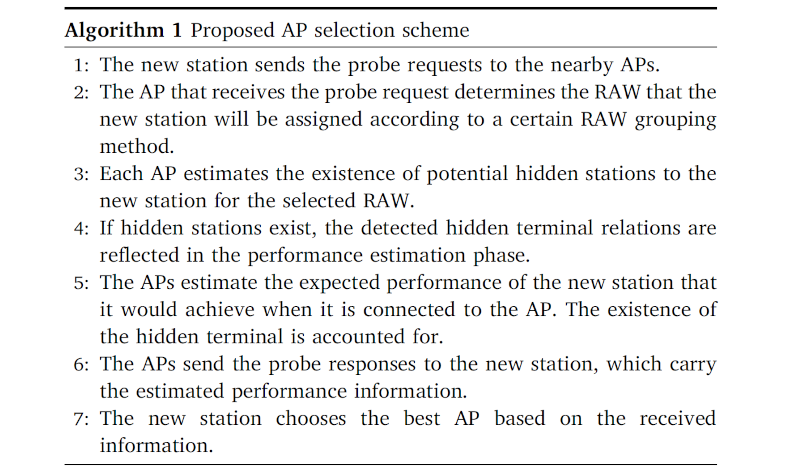 Algorithm 1 Proposed AP selection scheme
1: The new station sends the probe requests to the nearby APs.
2: The AP that receives the probe request determines the RAW that the
new station will be assigned according to a certain RAW grouping
method.
3: Each AP estimates the existence of potential hidden stations to the
new station for the selected RAW.
4: If hidden stations exist, the detected hidden terminal relations are
reflected in the performance estimation phase.
5: The APs estimate the expected performance of the new station that
it would achieve when it is connected to the AP. The existence of
the hidden terminal is accounted for.
6: The APs send the probe responses to the new station, which carry
the estimated performance information.
7: The new station chooses the best AP based on the received
information.